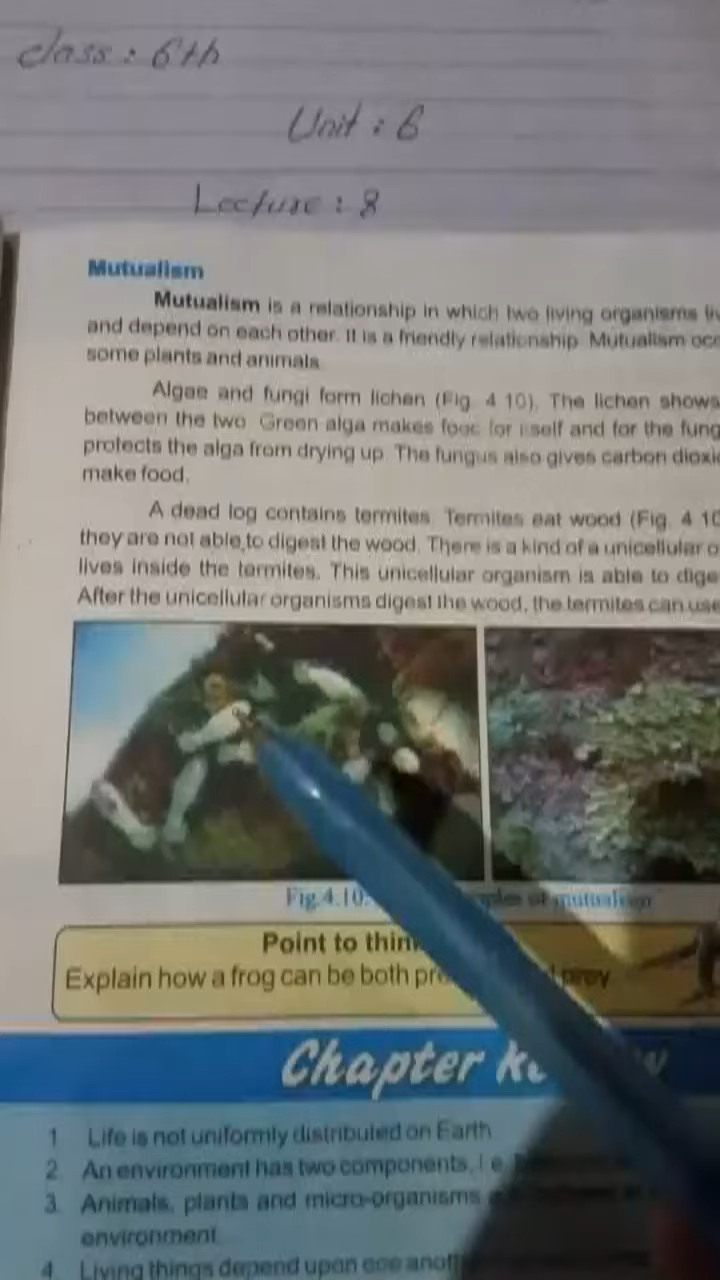 Class : 6th
Unit : 6
Lecture : 8
Mutualism
Mutualism is a relationship in which two living organisms
and depend on each other. It is a friendly relationship. Mutualism
some plants and animals.
Algae and fungi form lichen (Fig. 4.10). The lichen shows
between the two. Green alga makes food for itself and for the
protects the alga from drying up. The fungus also gives carbon
make food.
A dead log contains termites. Termites eat wood (Fig. 4.10
they are not able to digest the wood. There is a kind of a unicellular
lives inside the termites. This unicellular organism is able to
After the unicellular organisms digest the wood, the termites can use
Fig.4.10: of mutualism
Point to
Explain how a frog can be both prey
Chapter
1 Life is not uniformly distributed on Earth
2. An environment has two components, i.e.
3. Animals, plants and micro-organisms
environment.
4. Living things depend upon one